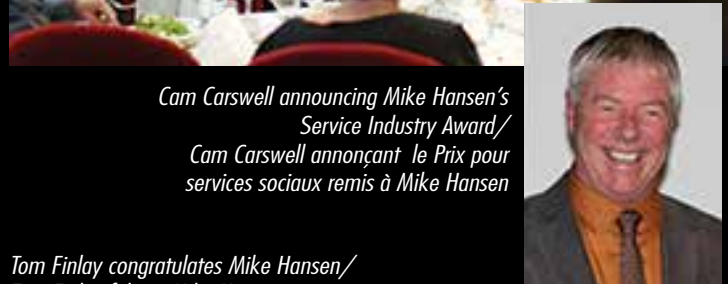 Cam Carswell announcing Mike Hansen's
Service Industry Award/
Cam Carswell annonçant le Prix pour
services sociaux remis à Mike Hansen
Tom Finlay congratulates Mike Hansen/